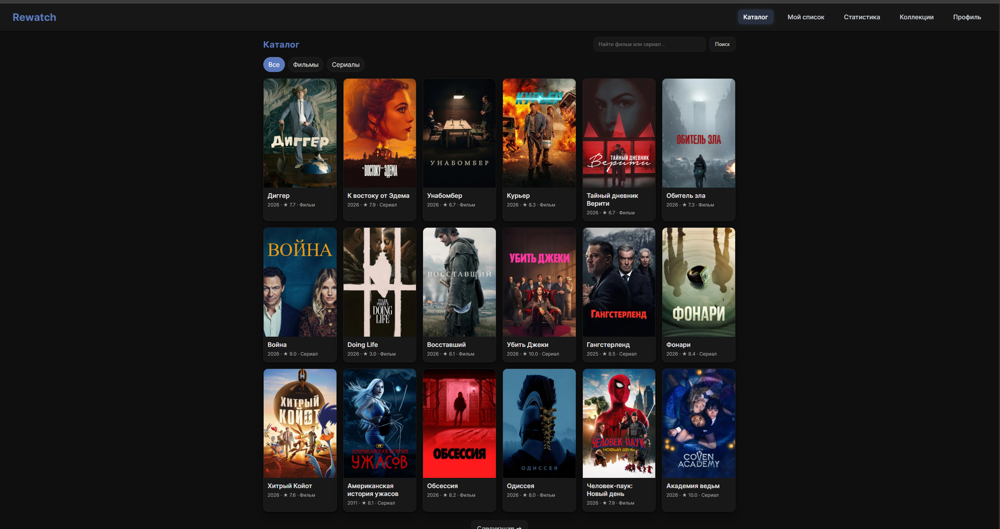 Rewatch
Каталог
Мой список
Статистика
Коллекции
Профиль
Каталог
Найти фильм или сериал...
Поиск
Все
Фильмы
Сериалы
ДИГГЕР
К ВОСТОКУ ОТ ЭДЕМА
УНАБОМБЕР
КУРЬЕР
ТАЙНЫЙ ДНЕВНИК
Верити
ОБИТЕЛЬ ЗЛА
Диггер
2026 · ★ 7.7 · Фильм
К востоку от Эдема
2026 · ★ 7.9 · Сериал
Унабомбер
2026 · ★ 6.7 · Фильм
Курьер
2026 · ★ 8.3 · Фильм
Тайный дневник
Верити
2026 · ★ 6.7 · Фильм
Обитель зла
2026 · ★ 7.3 · Фильм
ВОЙНА
TYLER
PERRY'S
DOING
LIFE
ВОССТАВШИЙ
УБИТЬ ДЖЕКИ
ГАНГСТЕРЛЕНД
ФОНАРИ
Война
2026 · ★ 9.0 · Сериал
Doing Life
2026 · ★ 3.0 · Фильм
Восставший
2026 · ★ 8.1 · Фильм
Убить Джеки
2026 · ★ 10.0 · Сериал
Гангстерленд
2025 · ★ 8.5 · Сериал
Фонари
2026 · ★ 8.4 · Сериал
ХИТРЫЙ
КОЙОТ
FX
АМЕРИКАНСКАЯ ИСТОРИЯ
УЖАСОВ
ОБСЕССИЯ
ОДИССЕЯ
ЧЕЛОВЕК-ПАУК
НОВЫЙ ДЕНЬ
Disney
COVEN
ACADEMY
Хитрый Койот
2026 · ★ 7.6 · Фильм
Американская
история ужасов
2011 · ★ 8.1 · Сериал
Обсессия
2026 · ★ 8.2 · Фильм
Одиссея
2026 · ★ 8.0 · Фильм
Человек-паук:
Новый день
2026 · ★ 7.9 · Фильм
Академия ведьм
2026 · ★ 10.0 · Сериал
Следующая →